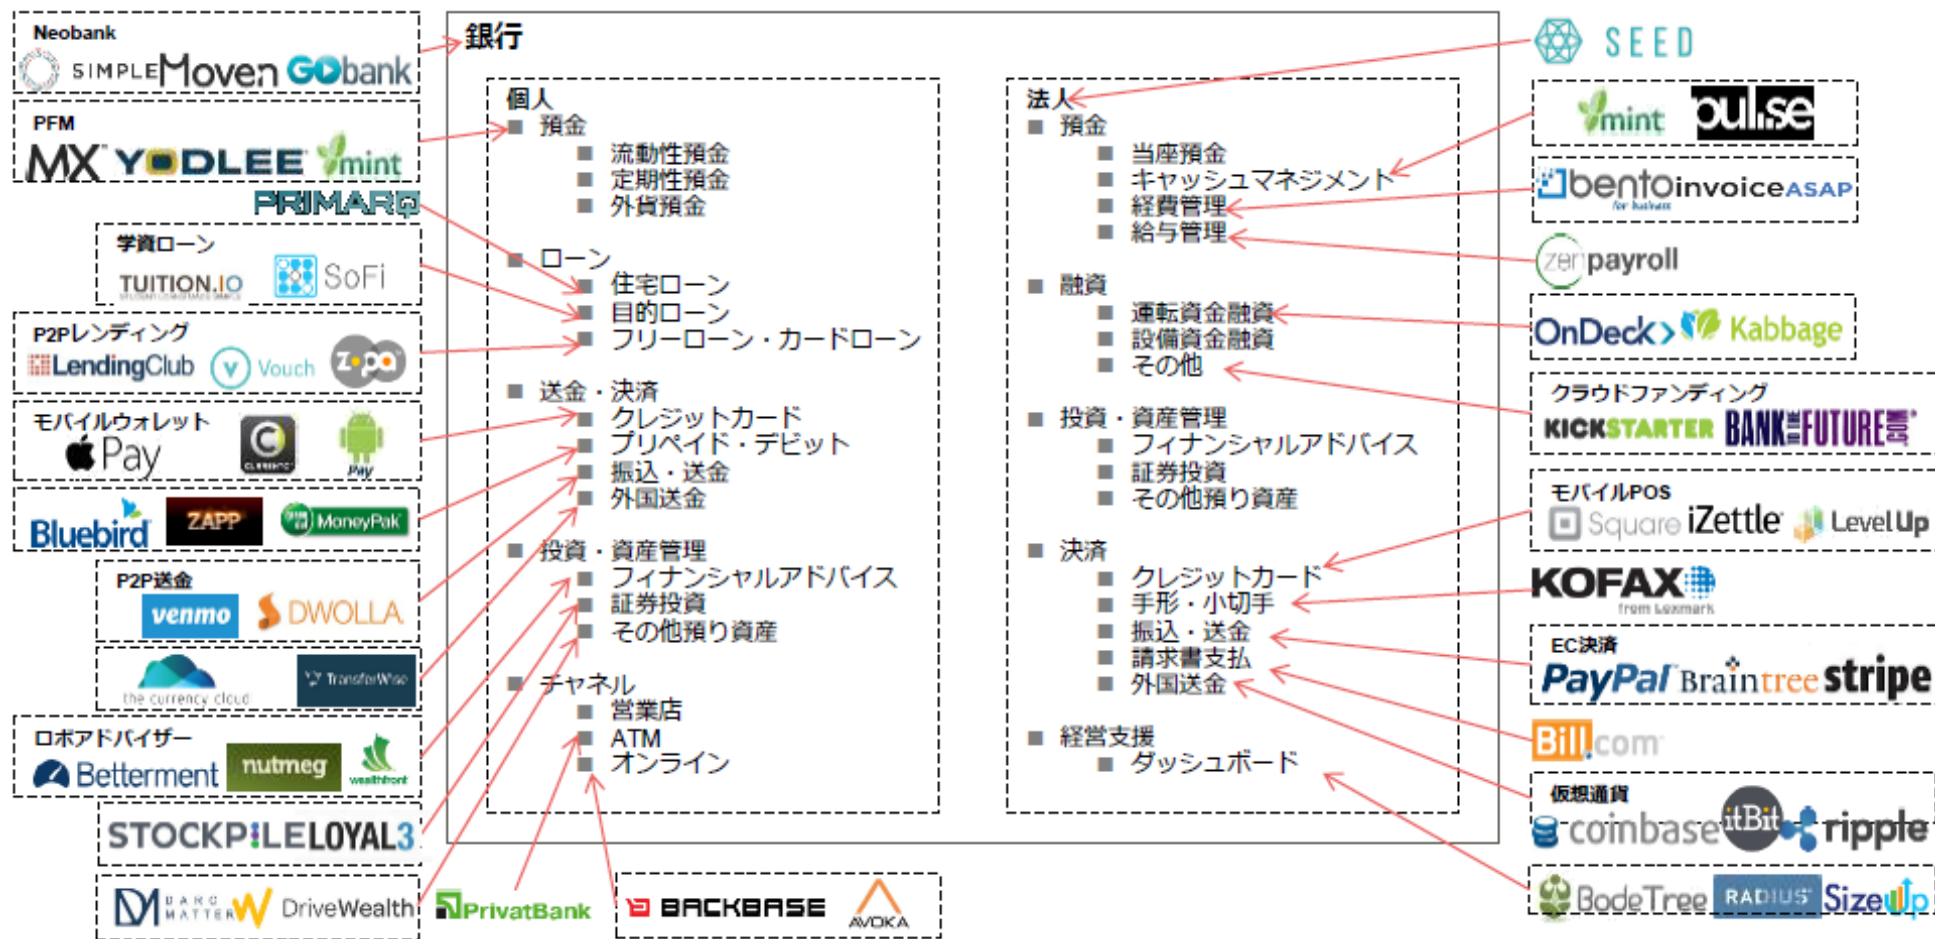 Neobank
SIMPLE Moven GObank
PFM
MX YODLEE mint
PRIMARQ
学資ローン
TUITION.IO SoFi
P2Pレンディング
LendingClub Vouch Zopa
モバイルウォレット
Pay CURRENTC Pay
Bluebird ZAPP MoneyPak
P2P送金
venmo DWOLLA
the currency cloud TransferWise
ロボアドバイザー
Betterment nutmeg wealthfront
STOCKPILE LOYAL3
DARC MATTER DriveWealth
PrivatBank
BACKBASE AVOKA
銀行
個人
■ 預金
■ 流動性預金
■ 定期性預金
■ 外貨預金
■ ローン
■ 住宅ローン
■ 目的ローン
■ フリーローン・カードローン
■ 送金・決済
■ クレジットカード
■ プリペイド・デビット
■ 振込・送金
■ 外国送金
■ 投資・資産管理
■ フィナンシャルアドバイス
■ 証券投資
■ その他預り資産
■ チャネル
■ 営業店
■ ATM
■ オンライン
法人
■ 預金
■ 当座預金
■ キャッシュマネジメント
■ 経費管理
■ 給与管理
■ 融資
■ 運転資金融資
■ 設備資金融資
■ その他
■ 投資・資産管理
■ フィナンシャルアドバイス
■ 証券投資
■ その他預り資産
■ 決済
■ クレジットカード
■ 手形・小切手
■ 振込・送金
■ 請求書支払
■ 外国送金
■ 経営支援
■ ダッシュボード
SEED
mint pulse
bento for business invoice ASAP
zenpayroll
OnDeck> Kabbage
クラウドファンディング
KICKSTARTER BANK TO THE FUTURE .COM
モバイルPOS
Square iZettle LevelUp
KOFAX
from Lexmark
EC決済
PayPal Braintree stripe
Bill.com
仮想通貨
coinbase itBit ripple
BodeTree RADIUS SizeUp